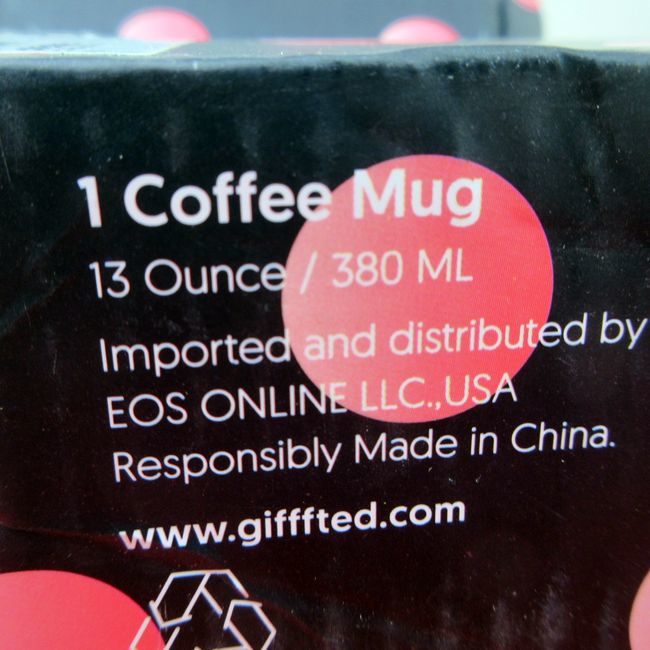 1 Coffee Mug
13 Ounce / 380 ML
Imported and distributed by
EOS ONLINE LLC.,USA
Responsibly Made in China.
www.gifffted.com